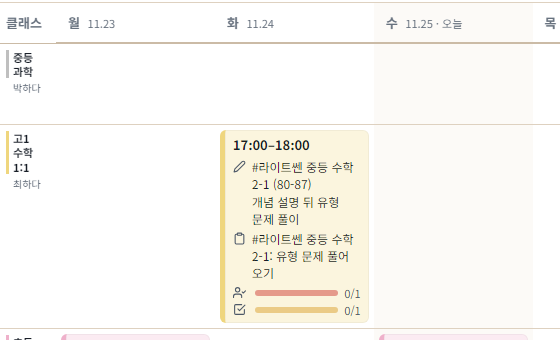 클래스
월 11.23
화 11.24
수 11.25 · 오늘
목
중등
과학
박하다
고1
수학
1:1
최하다
17:00–18:00
#라이트쎈 중등 수학
2-1 (80-87)
개념 설명 뒤 유형
문제 풀이
#라이트쎈 중등 수학
2-1: 유형 문제 풀어
오기
0/1
0/1